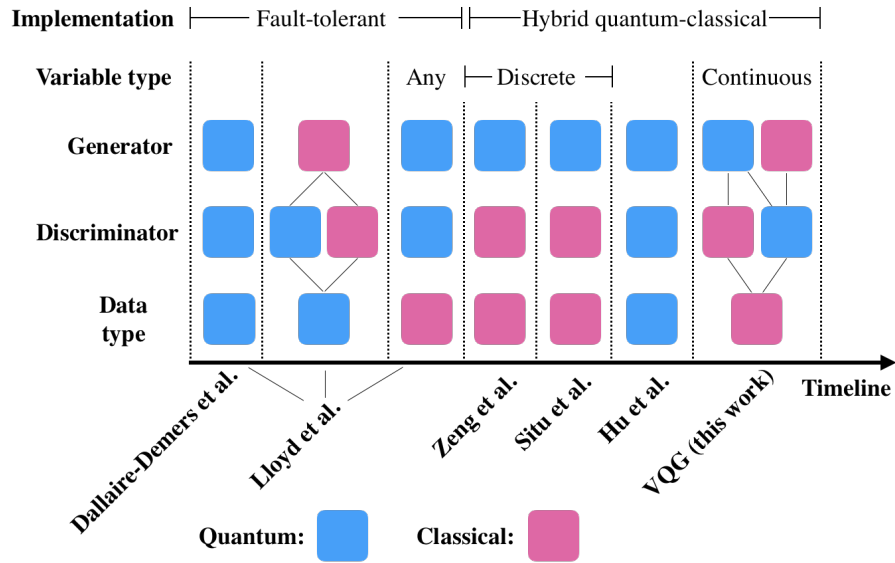 Implementation Fault-tolerant Hybrid quantum-classical
Variable type Any Discrete Continuous
Generator
Discriminator
Data
type
Timeline
Dallaire-Demers et al.
Lloyd et al.
Zeng et al.
Situ et al.
Hu et al.
VQG (this work)
Quantum: Classical: